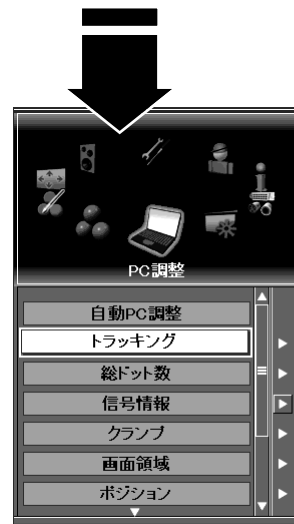 PC調整
自動PC調整
トラッキング
総ドット数
信号情報
クランプ
画面領域
ポジション